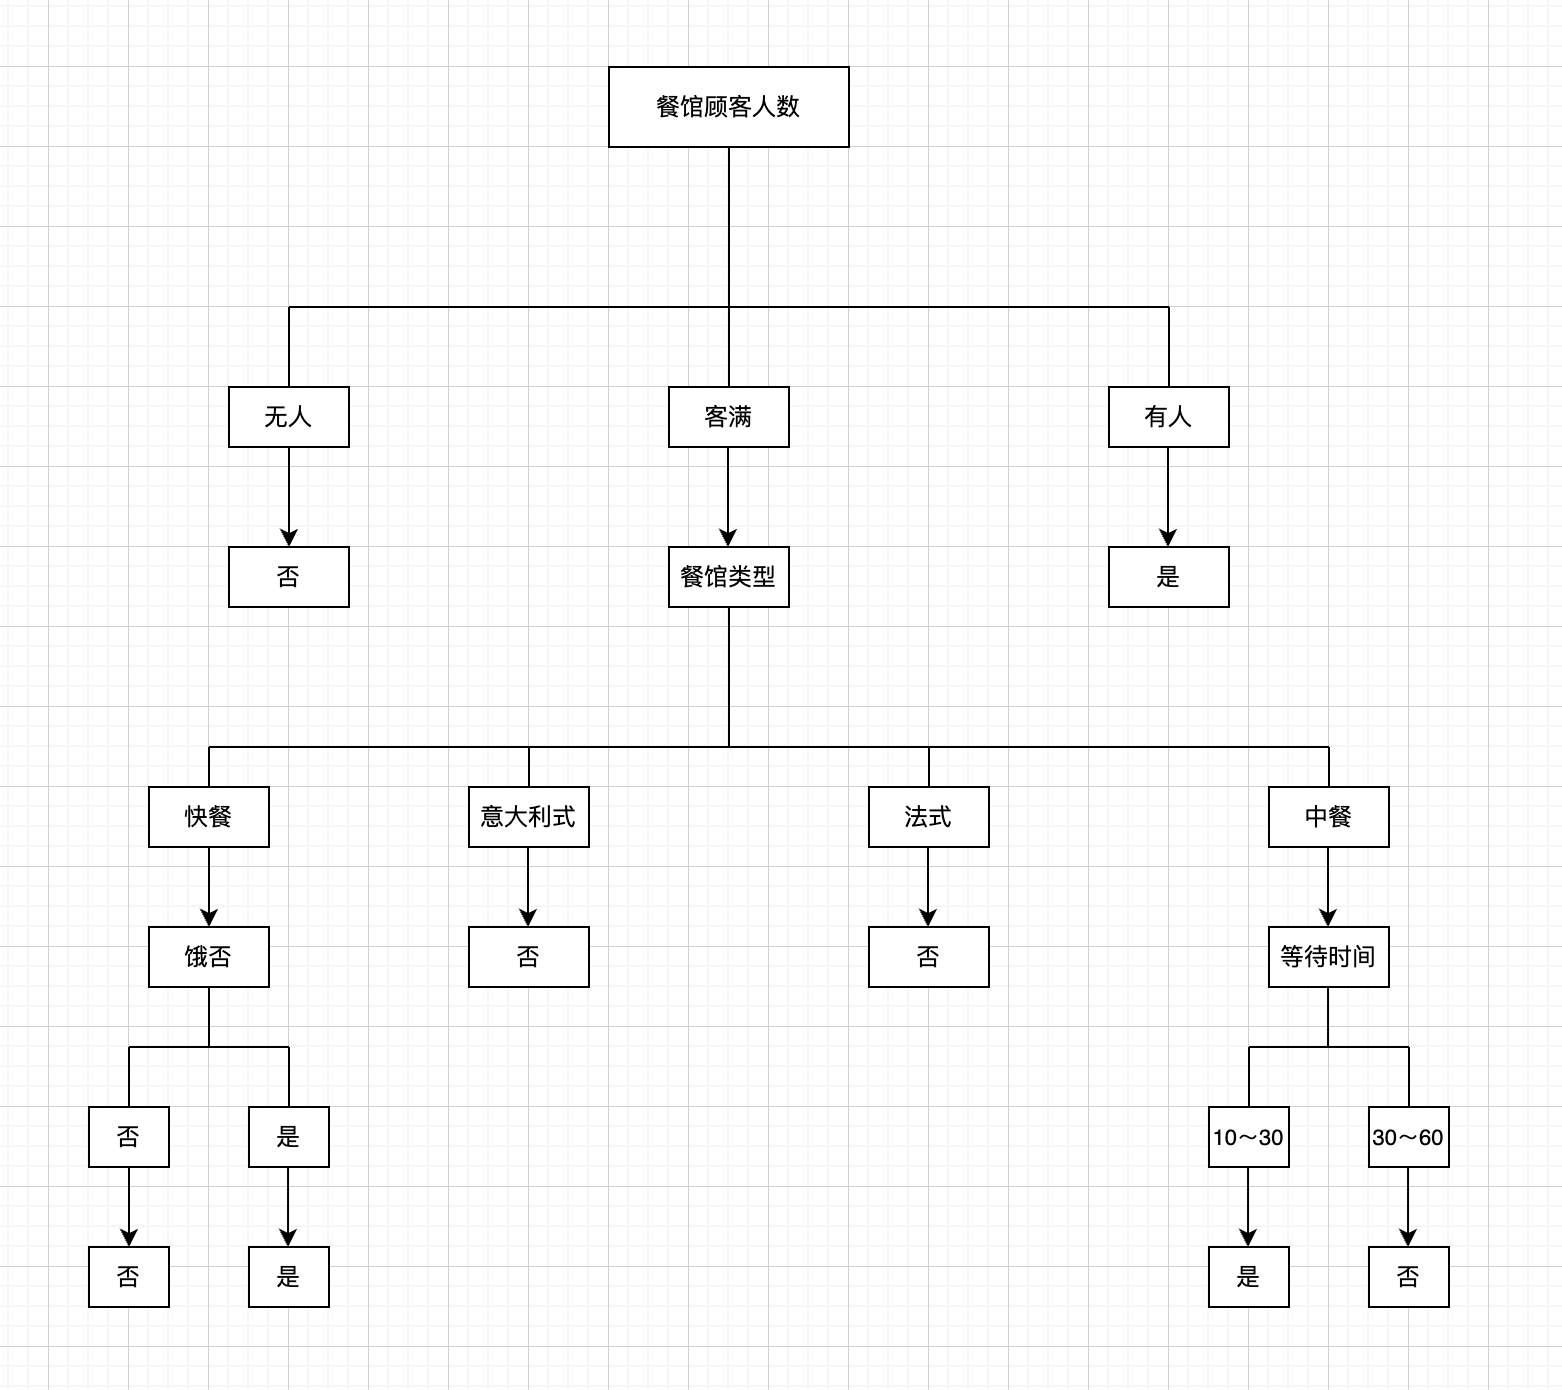 餐馆顾客人数
无人
客满
有人
否
餐馆类型
是
快餐
意大利式
法式
中餐
饿否
否
否
等待时间
否
是
10～30
30～60
否
是
是
否